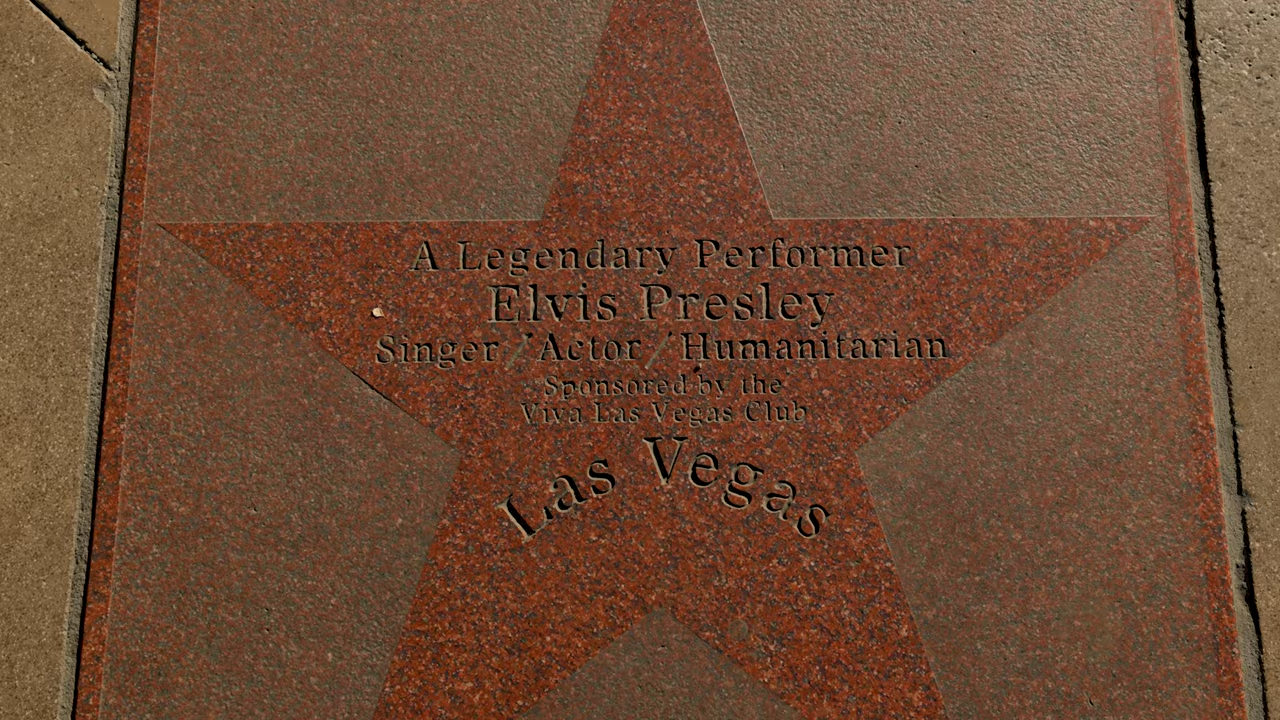 A Legendary Performer
Elvis Presley
Singer / Actor / Humanitarian
Sponsored by the
Viva Las Vegas Club
Las Vegas